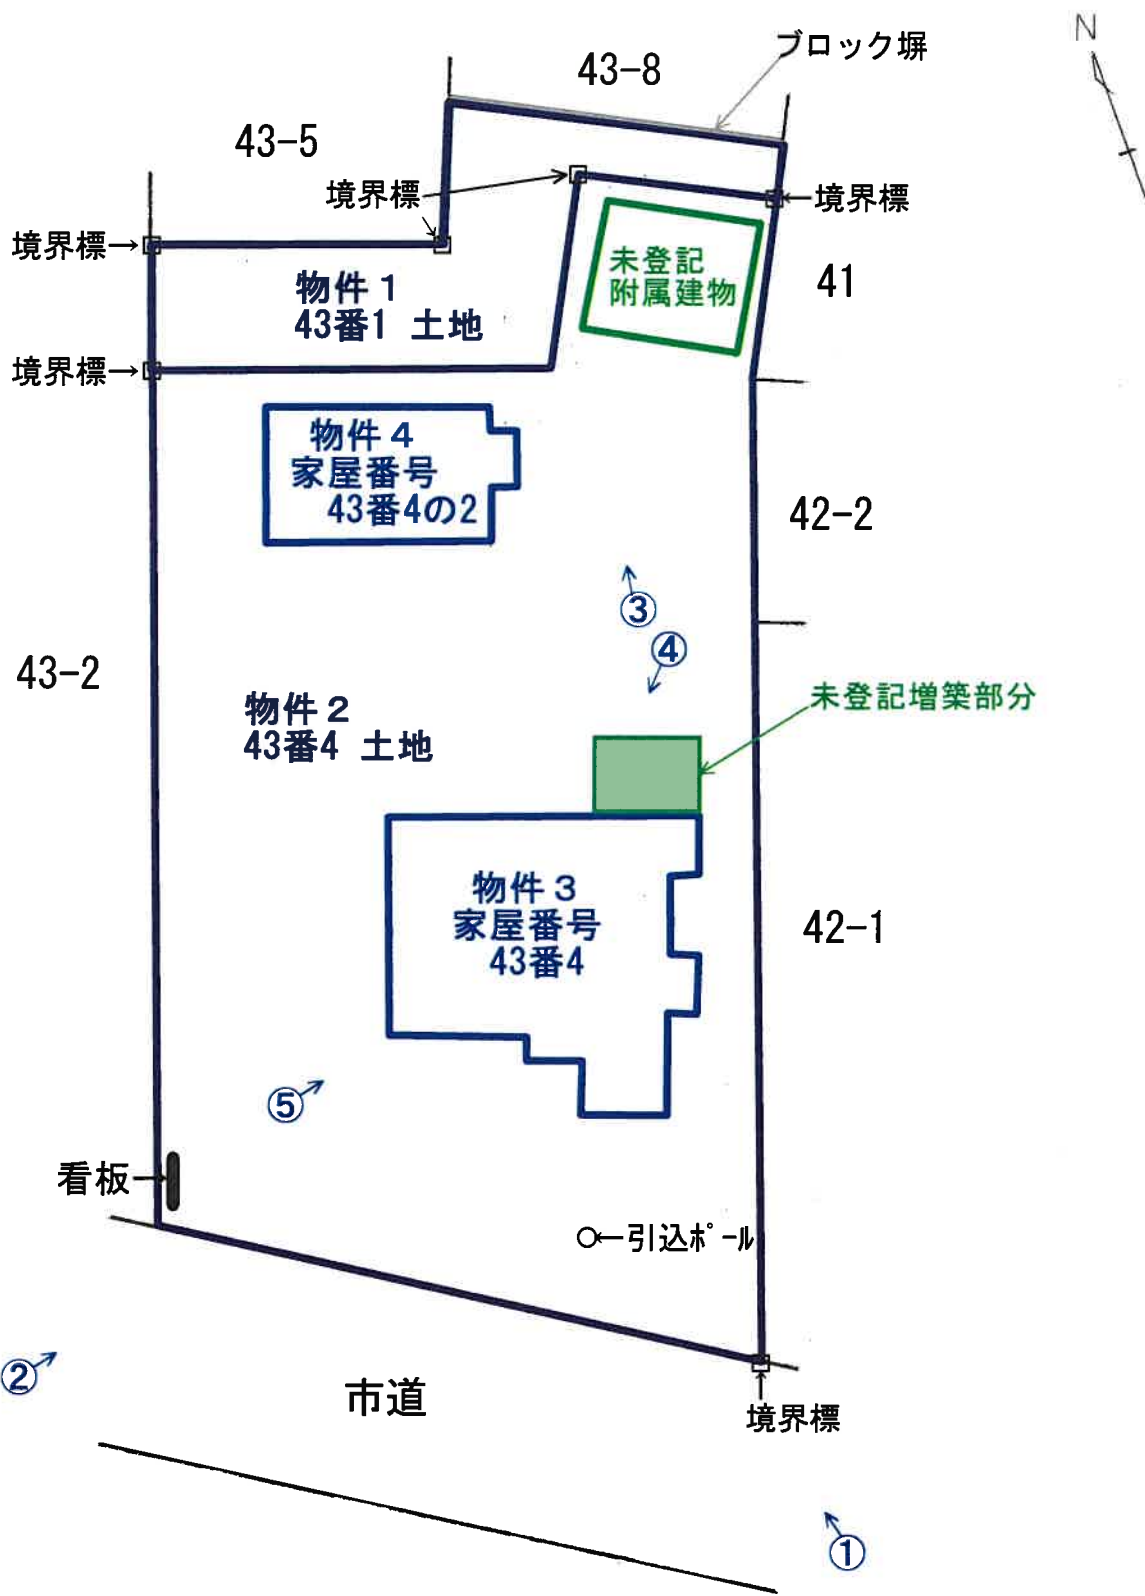 N
ブロック塀
43-8
43-5
境界標
境界標
境界標
未登記
附属建物
41
物件1
43番1 土地
境界標
物件4
家屋番号
43番4の2
42-2
③
④
43-2
未登記増築部分
物件2
43番4 土地
物件3
家屋番号
43番4
42-1
⑤
看板
引込ポール
②
市道
境界標
①